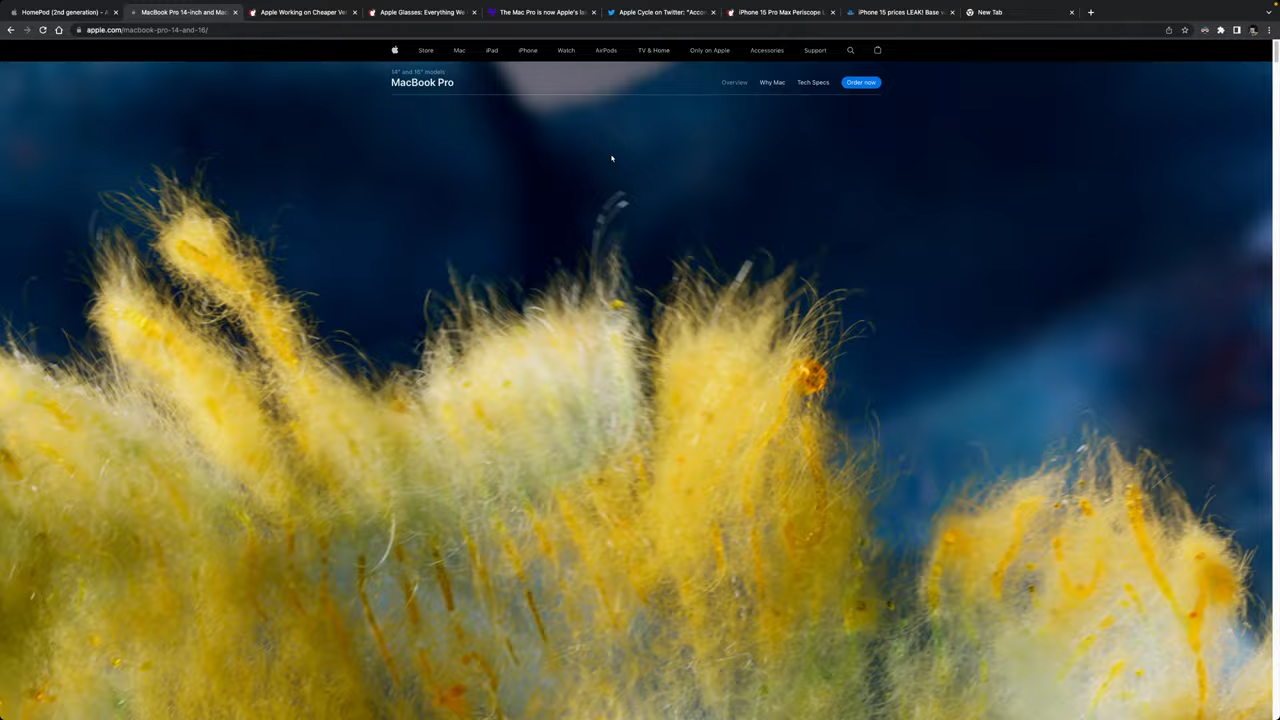 HomePod (2nd generation) - A
MacBook Pro 14-inch and Mac
Apple Working on Cheaper Ve
Apple Glasses: Everything We
The Mac Pro is now Apple's la
Apple Cycle on Twitter: "Acco
iPhone 15 Pro Max Periscope L
iPhone 15 prices LEAK! Base v
New Tab
apple.com/macbook-pro-14-and-16/
Store Mac iPad iPhone Watch AirPods TV & Home Only on Apple Accessories Support
14" and 16" models
MacBook Pro
Overview Why Mac Tech Specs Order now